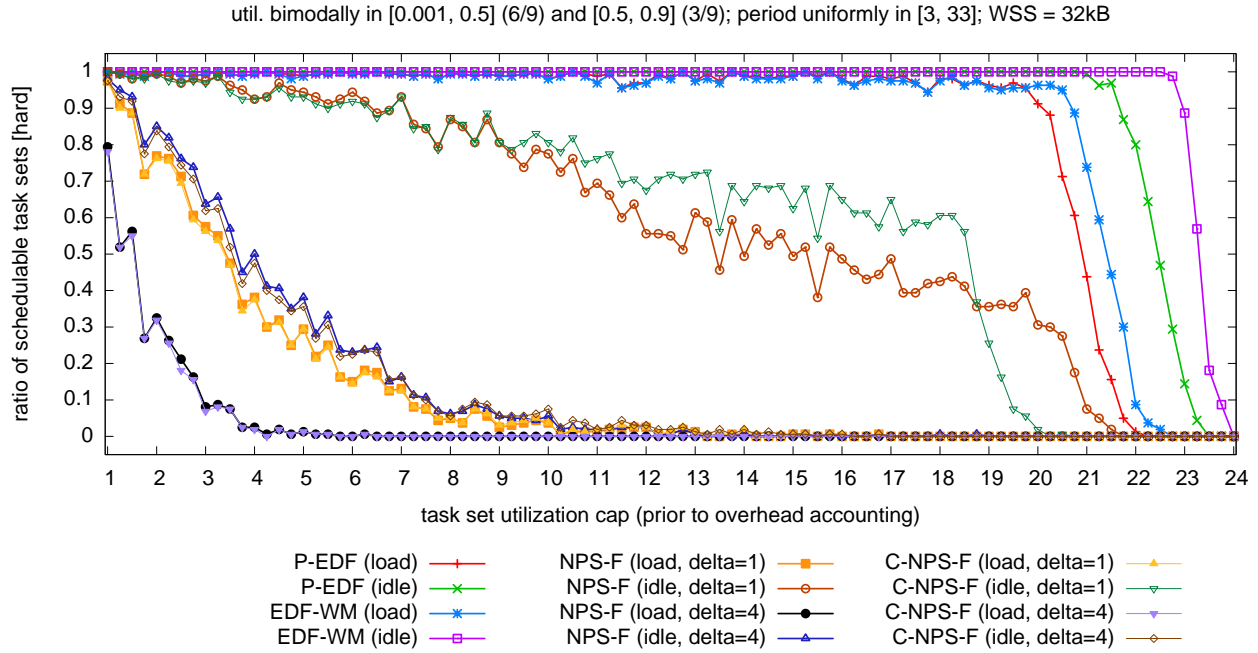 util. bimodally in [0.001, 0.5] (6/9) and [0.5, 0.9] (3/9); period uniformly in [3, 33]; WSS = 32kB
ratio of schedulable task sets [hard]
1
0.9
0.8
0.7
0.6
0.5
0.4
0.3
0.2
0.1
0
1 2 3 4 5 6 7 8 9 10 11 12 13 14 15 16 17 18 19 20 21 22 23 24
task set utilization cap (prior to overhead accounting)
P-EDF (load)
P-EDF (idle)
EDF-WM (load)
EDF-WM (idle)
NPS-F (load, delta=1)
NPS-F (idle, delta=1)
NPS-F (load, delta=4)
NPS-F (idle, delta=4)
C-NPS-F (load, delta=1)
C-NPS-F (idle, delta=1)
C-NPS-F (load, delta=4)
C-NPS-F (idle, delta=4)